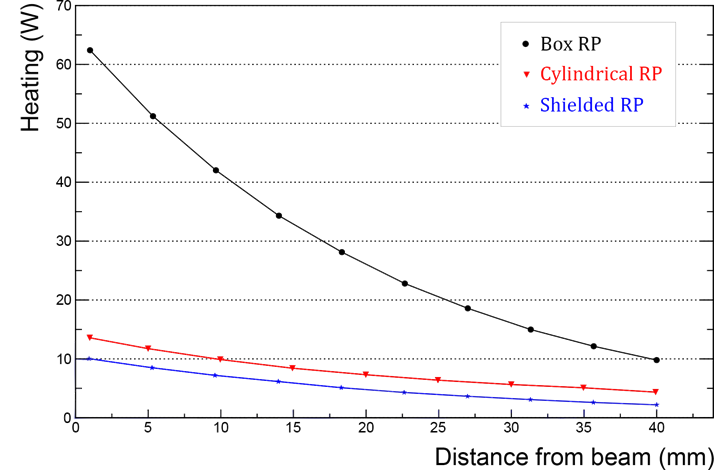 Heating (W)
70
60
50
40
30
20
10
0
Box RP
Cylindrical RP
Shielded RP
0 5 10 15 20 25 30 35 40
Distance from beam (mm)